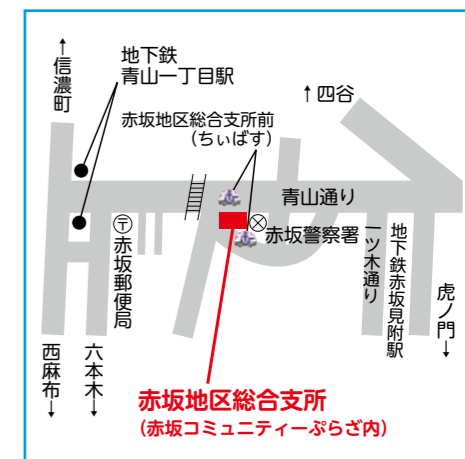 ↑信濃町
地下鉄
青山一丁目駅
↑四谷
赤坂地区総合支所前
(ちぃばす)
青山通り
〒赤坂郵便局
赤坂警察署
一ツ木通り
地下鉄赤坂見附駅
虎ノ門↓
西麻布↓
六本木↓
赤坂地区総合支所
(赤坂コミュニティーぷらざ内)